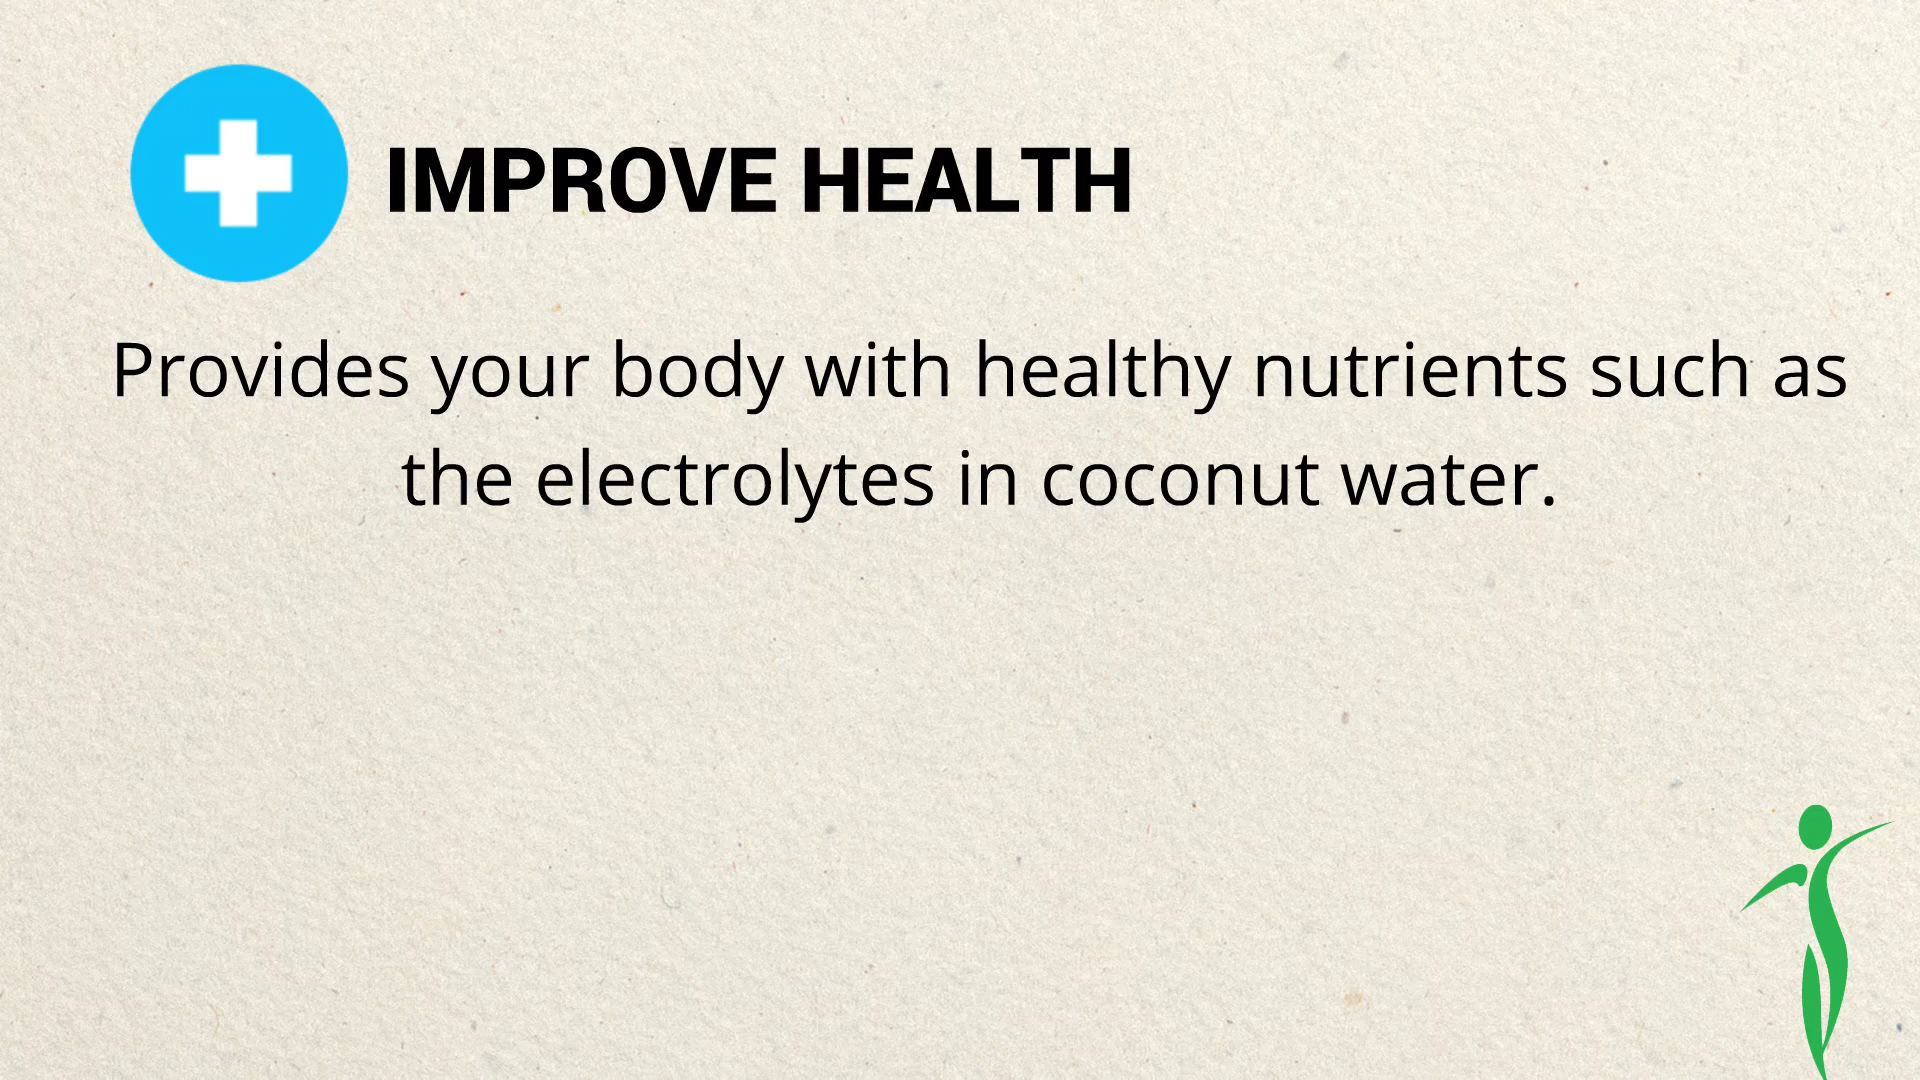 IMPROVE HEALTH
Provides your body with healthy nutrients such as
the electrolytes in coconut water.